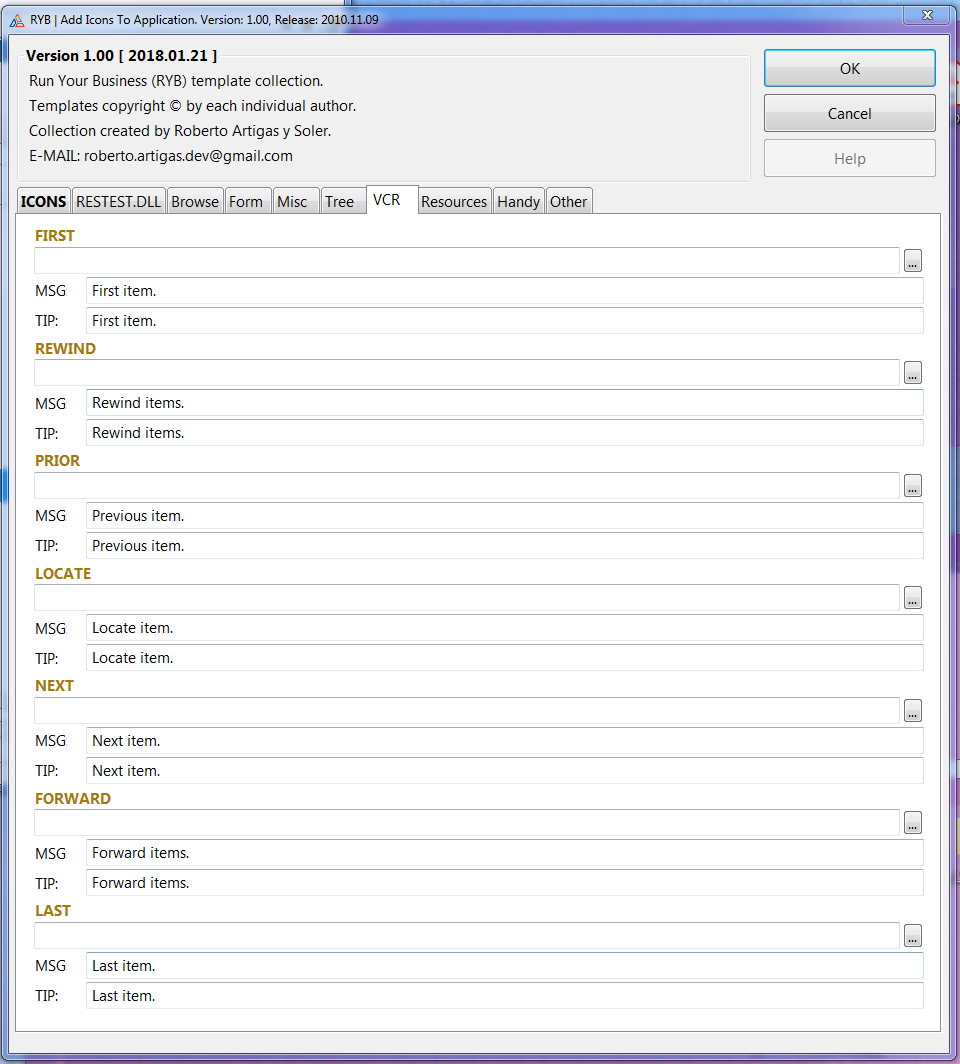 RYB | Add Icons To Application. Version: 1.00, Release: 2010.11.09
Version 1.00 [ 2018.01.21 ]
Run Your Business (RYB) template collection.
Templates copyright © by each individual author.
Collection created by Roberto Artigas y Soler.
E-MAIL: roberto.artigas.dev@gmail.com
OK
Cancel
Help
ICONS RESTEST.DLL Browse Form Misc Tree VCR Resources Handy Other
FIRST
...
MSG First item.
TIP: First item.
REWIND
...
MSG Rewind items.
TIP: Rewind items.
PRIOR
...
MSG Previous item.
TIP: Previous item.
LOCATE
...
MSG Locate item.
TIP: Locate item.
NEXT
...
MSG Next item.
TIP: Next item.
FORWARD
...
MSG Forward items.
TIP: Forward items.
LAST
...
MSG Last item.
TIP: Last item.